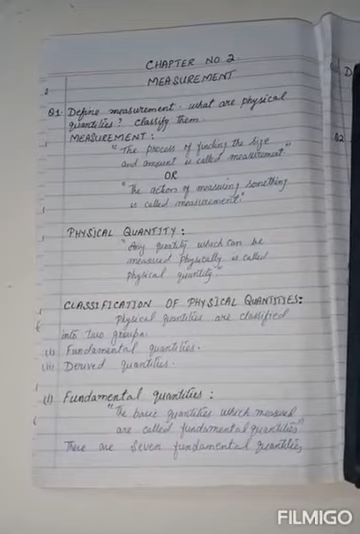 CHAPTER NO. 2
MEASUREMENT
Q1. Define measurement. what are physical
quantities? classify them.
MEASUREMENT:
"The process of finding the size
and amount is called measurement"
OR
"The action of measuring something
is called measurement."
PHYSICAL QUANTITY:
"Any quantity which can be
measured physically is called
physical quantity."
CLASSIFICATION OF PHYSICAL QUANTITIES:
Physical quantities are classified
into two groups.
(i) Fundamental quantities.
(ii) Derived quantities.
(i) Fundamental quantities:
"The basic quantities which measured
are called fundamental quantities"
There are seven fundamental quantities,
Q2
FILMIGO